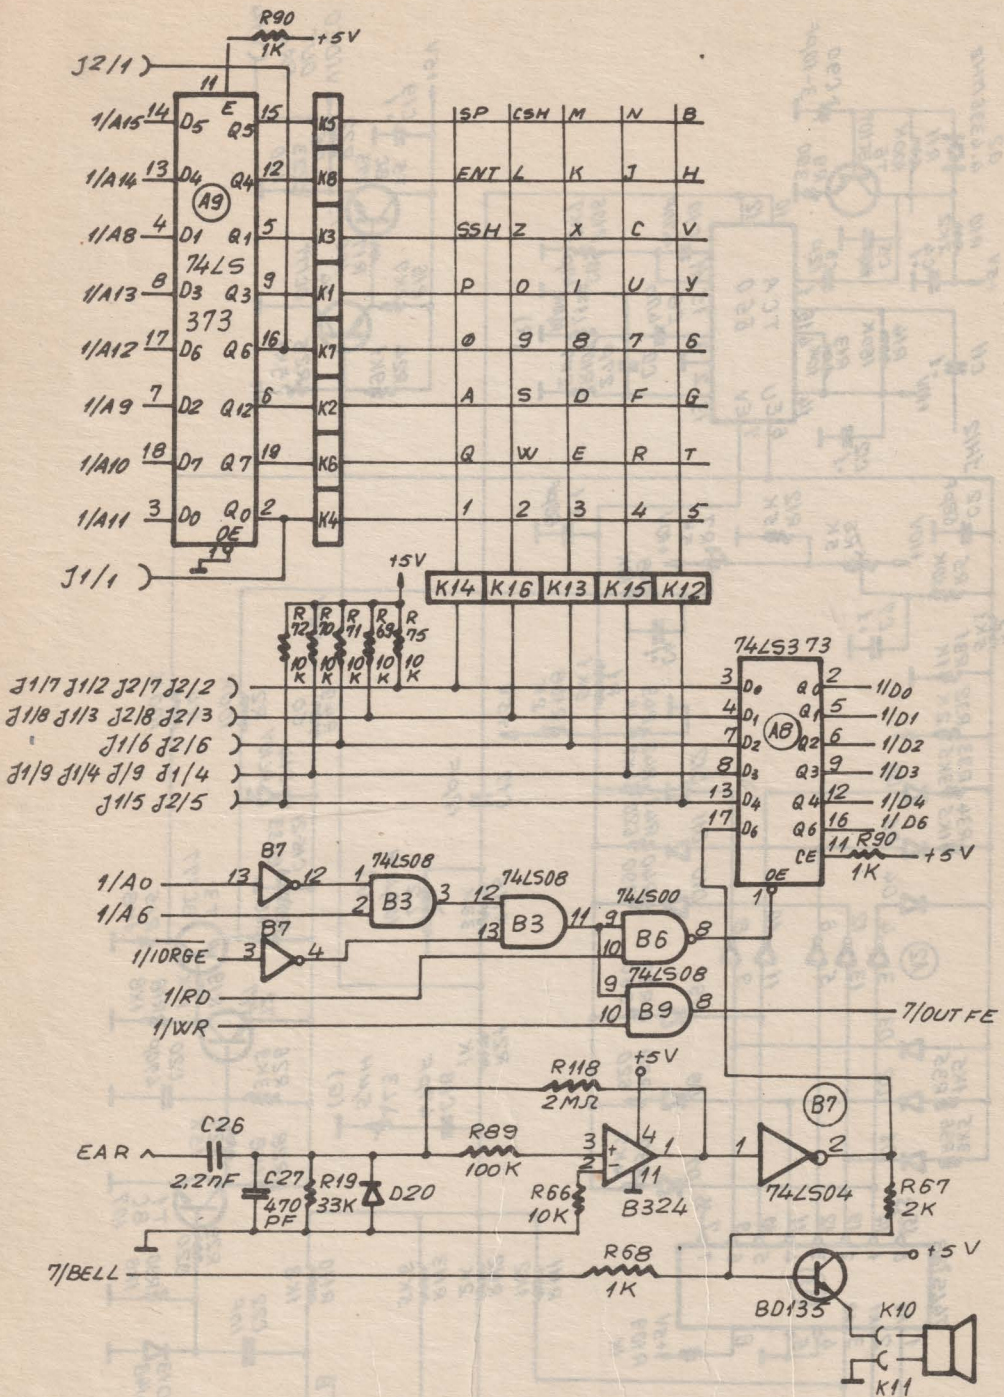 R90
1K +5V
J2/1
11
E
1/A15 14 D5 Q5 15 K5 SP CSH M N B
1/A14 13 D4 Q4 12 K8 ENT L K J H
A9
1/A8 4 D1 Q1 5 K3 SSH Z X C V
74LS
1/A13 8 D3 Q3 9 K1 P O I U Y
373
1/A12 17 D6 Q6 16 K7 Ø 9 8 7 6
1/A9 7 D2 Q12 6 K2 A S D F G
1/A10 18 D7 Q7 19 K6 Q W E R T
1/A11 3 D0 Q0 2 K4 1 2 3 4 5
OE
1
J1/1
+5V
K14 K16 K13 K15 K12
R72 R70 R71 R69 R75
10K 10K 10K 10K 10K
74LS373
J1/7 J1/2 J2/7 J2/2 3 D0 Q0 2 1/D0
J1/8 J1/3 J2/8 J2/3 4 D1 Q1 5 1/D1
A8
J1/6 J2/6 7 D2 Q2 6 1/D2
J1/9 J1/4 J/9 J1/4 8 D3 Q3 9 1/D3
J1/5 J2/5 13 D4 Q4 12 1/D4
17 D6 Q6 16 1/D6
CE 11 R90 +5V
1K
OE
1
B7 74LS08
1/A0 13 12 1 B3 3 12 74LS08
1/A6 2 B3 11 9 74LS00
B7 13 B6 8
1/IORGE 3 4 10
1/RD 74LS08
9 B9 8 7/OUT FE
1/WR 10
+5V
R118
2MΩ
B7
C26 R89 3 + 4 1 1 2
EAR 2,2nF 100K 2 - 11
C27 470PF R19 33K D20 R66 10K B324 74LS04 R67 2K
R68
7/BELL 1K
+5V
BD135
K10
K11